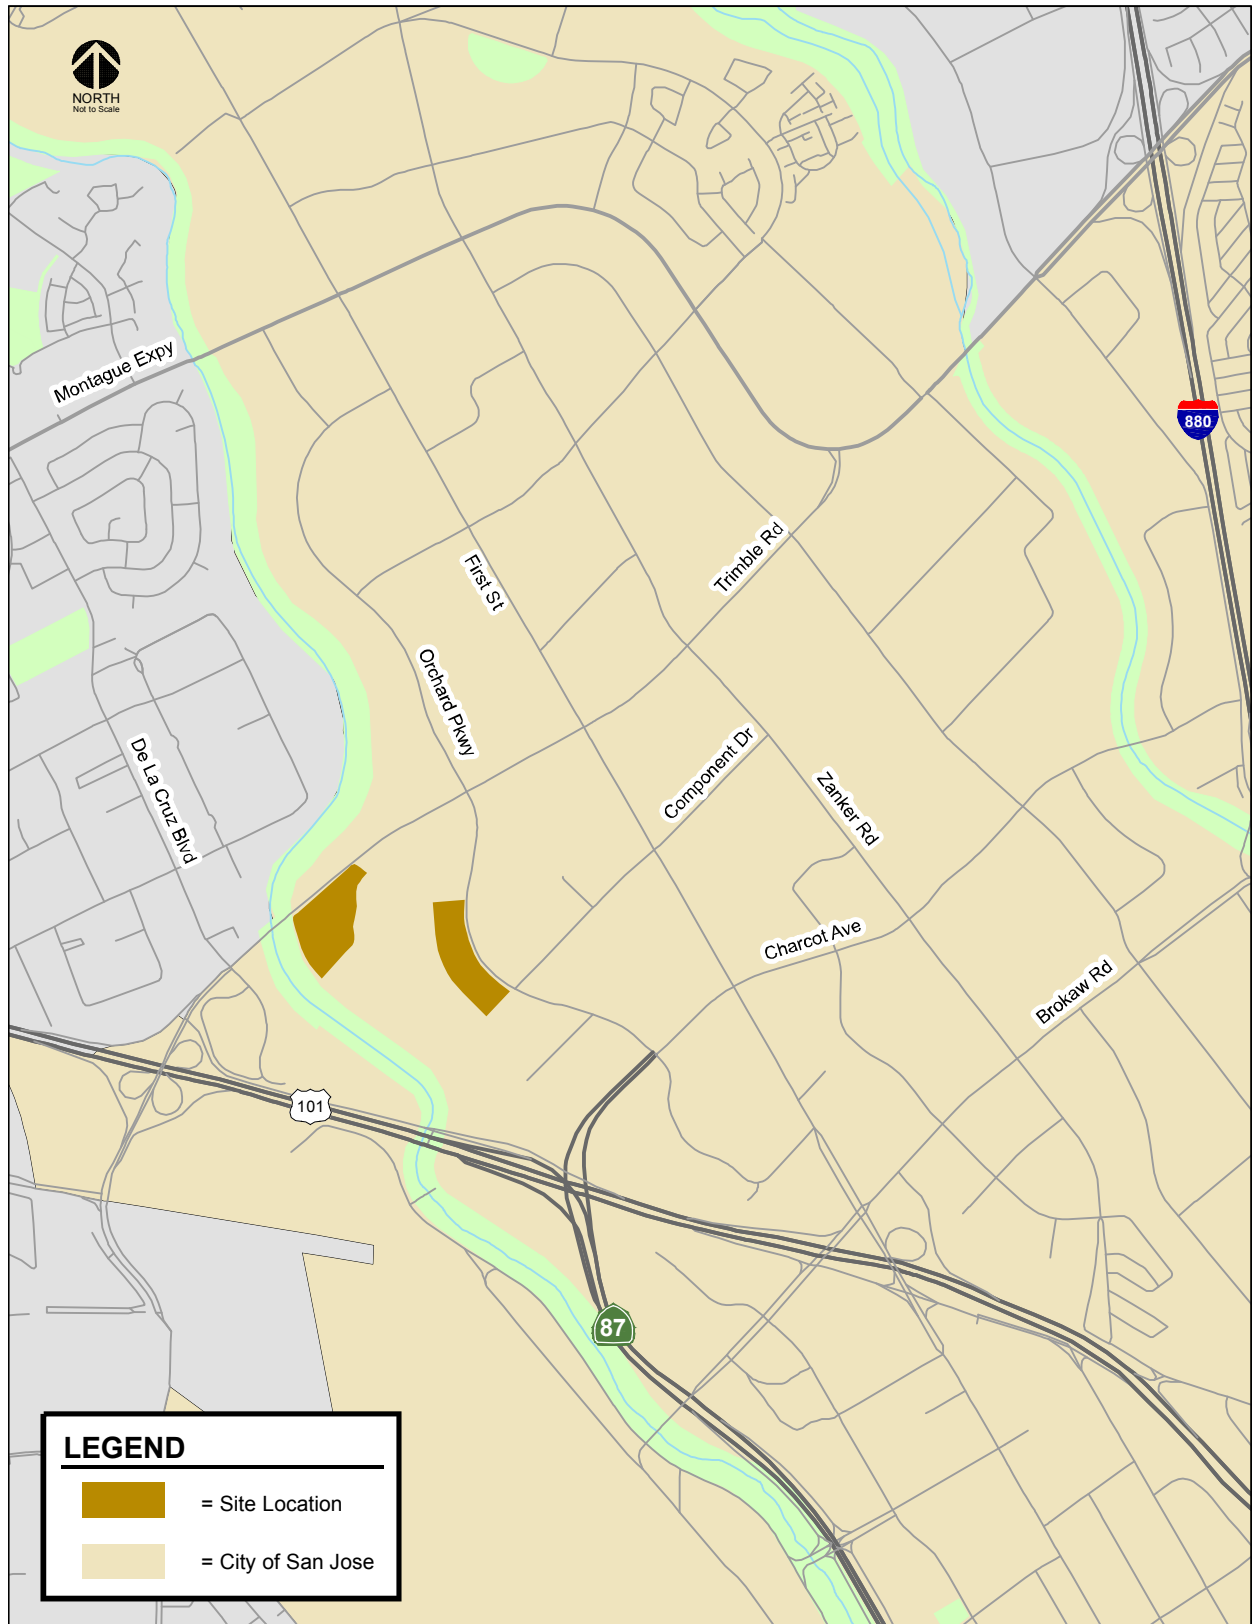 NORTH
Not to Scale
Montague Expy
880
First St
Trimble Rd
Orchard Pkwy
Component Dr
De La Cruz Blvd
Zanker Rd
Charcot Ave
Brokaw Rd
101
87
LEGEND
= Site Location
= City of San Jose